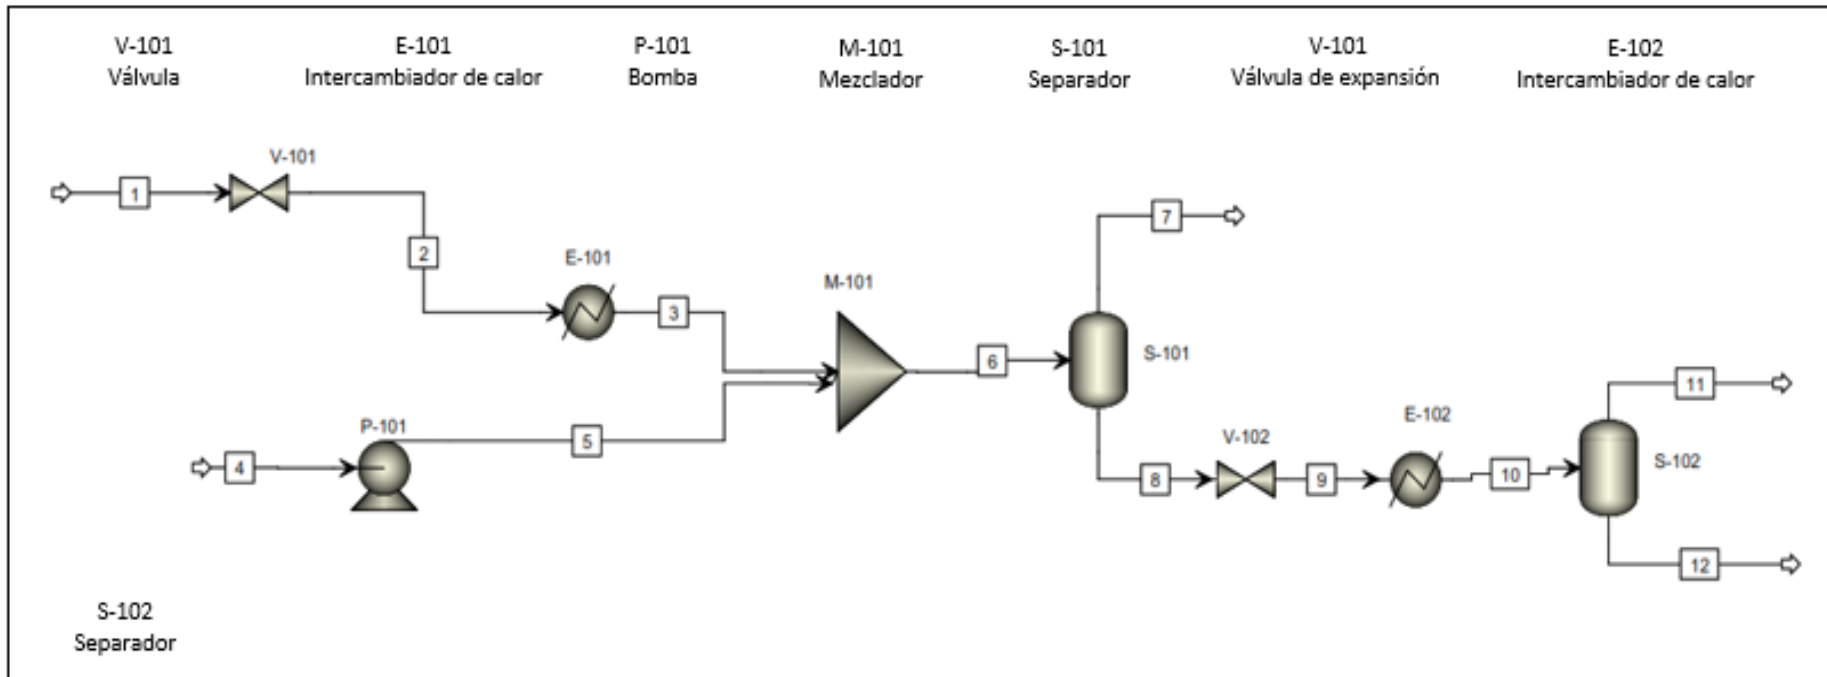 V-101
Válvula
E-101
Intercambiador de calor
P-101
Bomba
M-101
Mezclador
S-101
Separador
V-101
Válvula de expansión
E-102
Intercambiador de calor
V-101
1
2
E-101
3
M-101
7
6
S-101
P-101
4
5
8
V-102
9
E-102
10
11
S-102
12
S-102
Separador